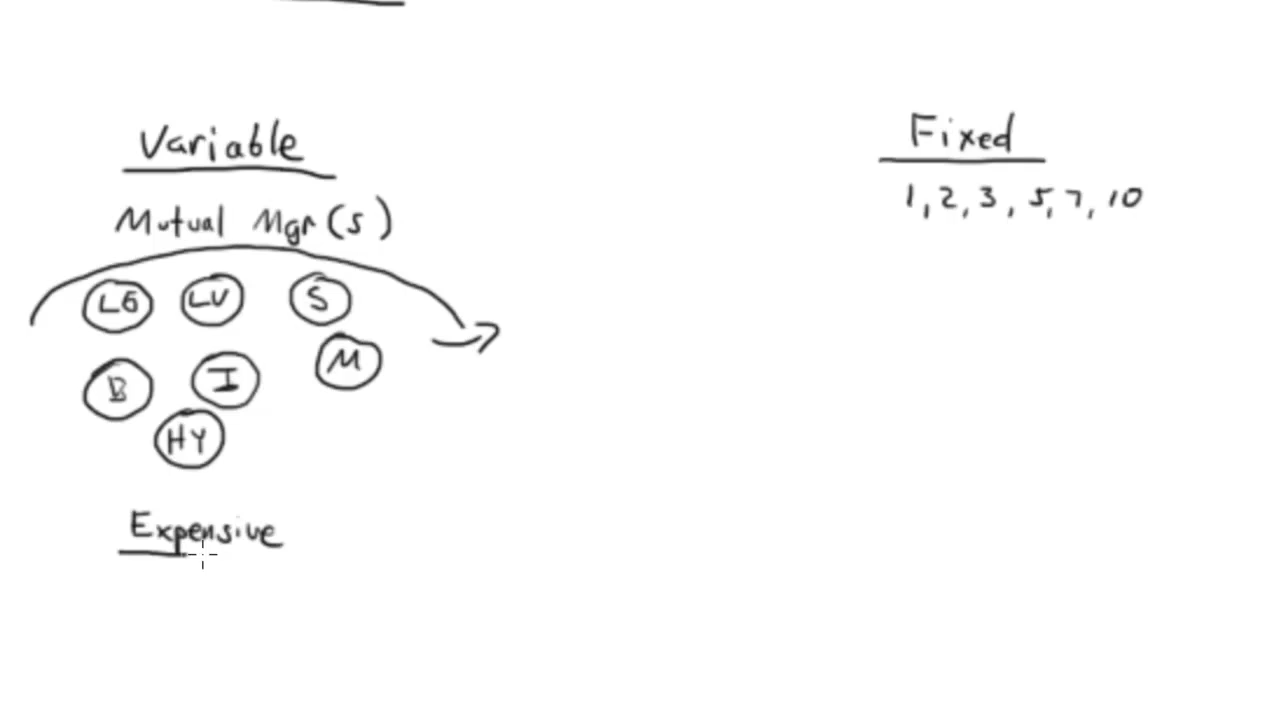 Variable
Mutual Mgr(s)
LG LV S
B I M
HY
Expensive
Fixed
1, 2, 3, 5, 7, 10